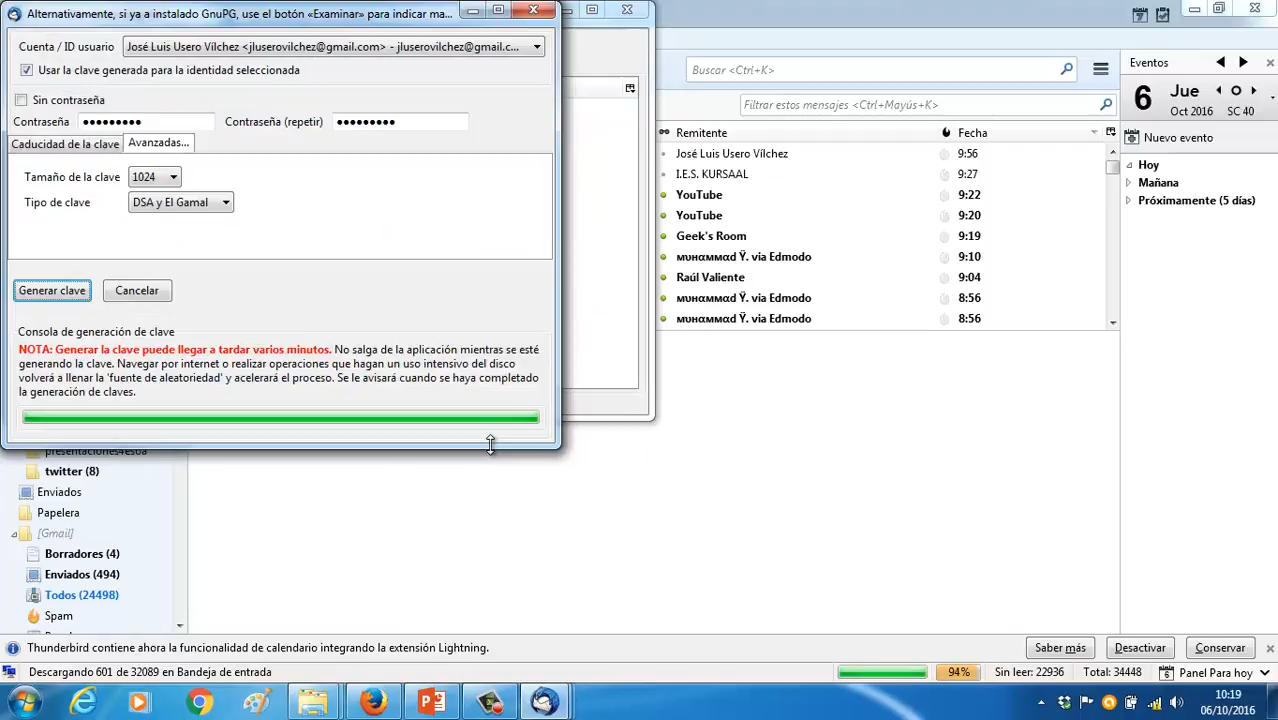 Alternativamente, si ya a instalado GnuPG, use el botón «Examinar» para indicar ma...
Cuenta / ID usuario
José Luis Usero Vílchez <jluserovilchez@gmail.com> - jluserovilchez@gmail.c...
Usar la clave generada para la identidad seleccionada
Sin contraseña
Contraseña
Contraseña (repetir)
Caducidad de la clave
Avanzadas...
Tamaño de la clave
1024
Tipo de clave
DSA y El Gamal
Generar clave
Cancelar
Consola de generación de clave
NOTA: Generar la clave puede llegar a tardar varios minutos. No salga de la aplicación mientras se esté
generando la clave. Navegar por internet o realizar operaciones que hagan un uso intensivo del disco
volverá a llenar la 'fuente de aleatoriedad' y acelerará el proceso. Se le avisará cuando se haya completado
la generación de claves.
Buscar <Ctrl+K>
Filtrar estos mensajes <Ctrl+Mayús+K>
Remitente
Fecha
José Luis Usero Vílchez 9:56
I.E.S. KURSAAL 9:27
YouTube 9:22
YouTube 9:20
Geek's Room 9:19
мυнαммαd Ÿ. via Edmodo 9:10
Raúl Valiente 9:04
мυнαммαd Ÿ. via Edmodo 8:56
мυнαммαd Ÿ. via Edmodo 8:56
Eventos
6 Jue
Oct 2016 SC 40
Nuevo evento
Hoy
Mañana
Próximamente (5 días)
presentaciones4esoa
twitter (8)
Enviados
Papelera
[Gmail]
Borradores (4)
Enviados (494)
Todos (24498)
Spam
Thunderbird contiene ahora la funcionalidad de calendario integrando la extensión Lightning.
Saber más
Desactivar
Conservar
Descargando 601 de 32089 en Bandeja de entrada
94%
Sin leer: 22936
Total: 34448
6
Panel Para hoy
ES
10:19
06/10/2016